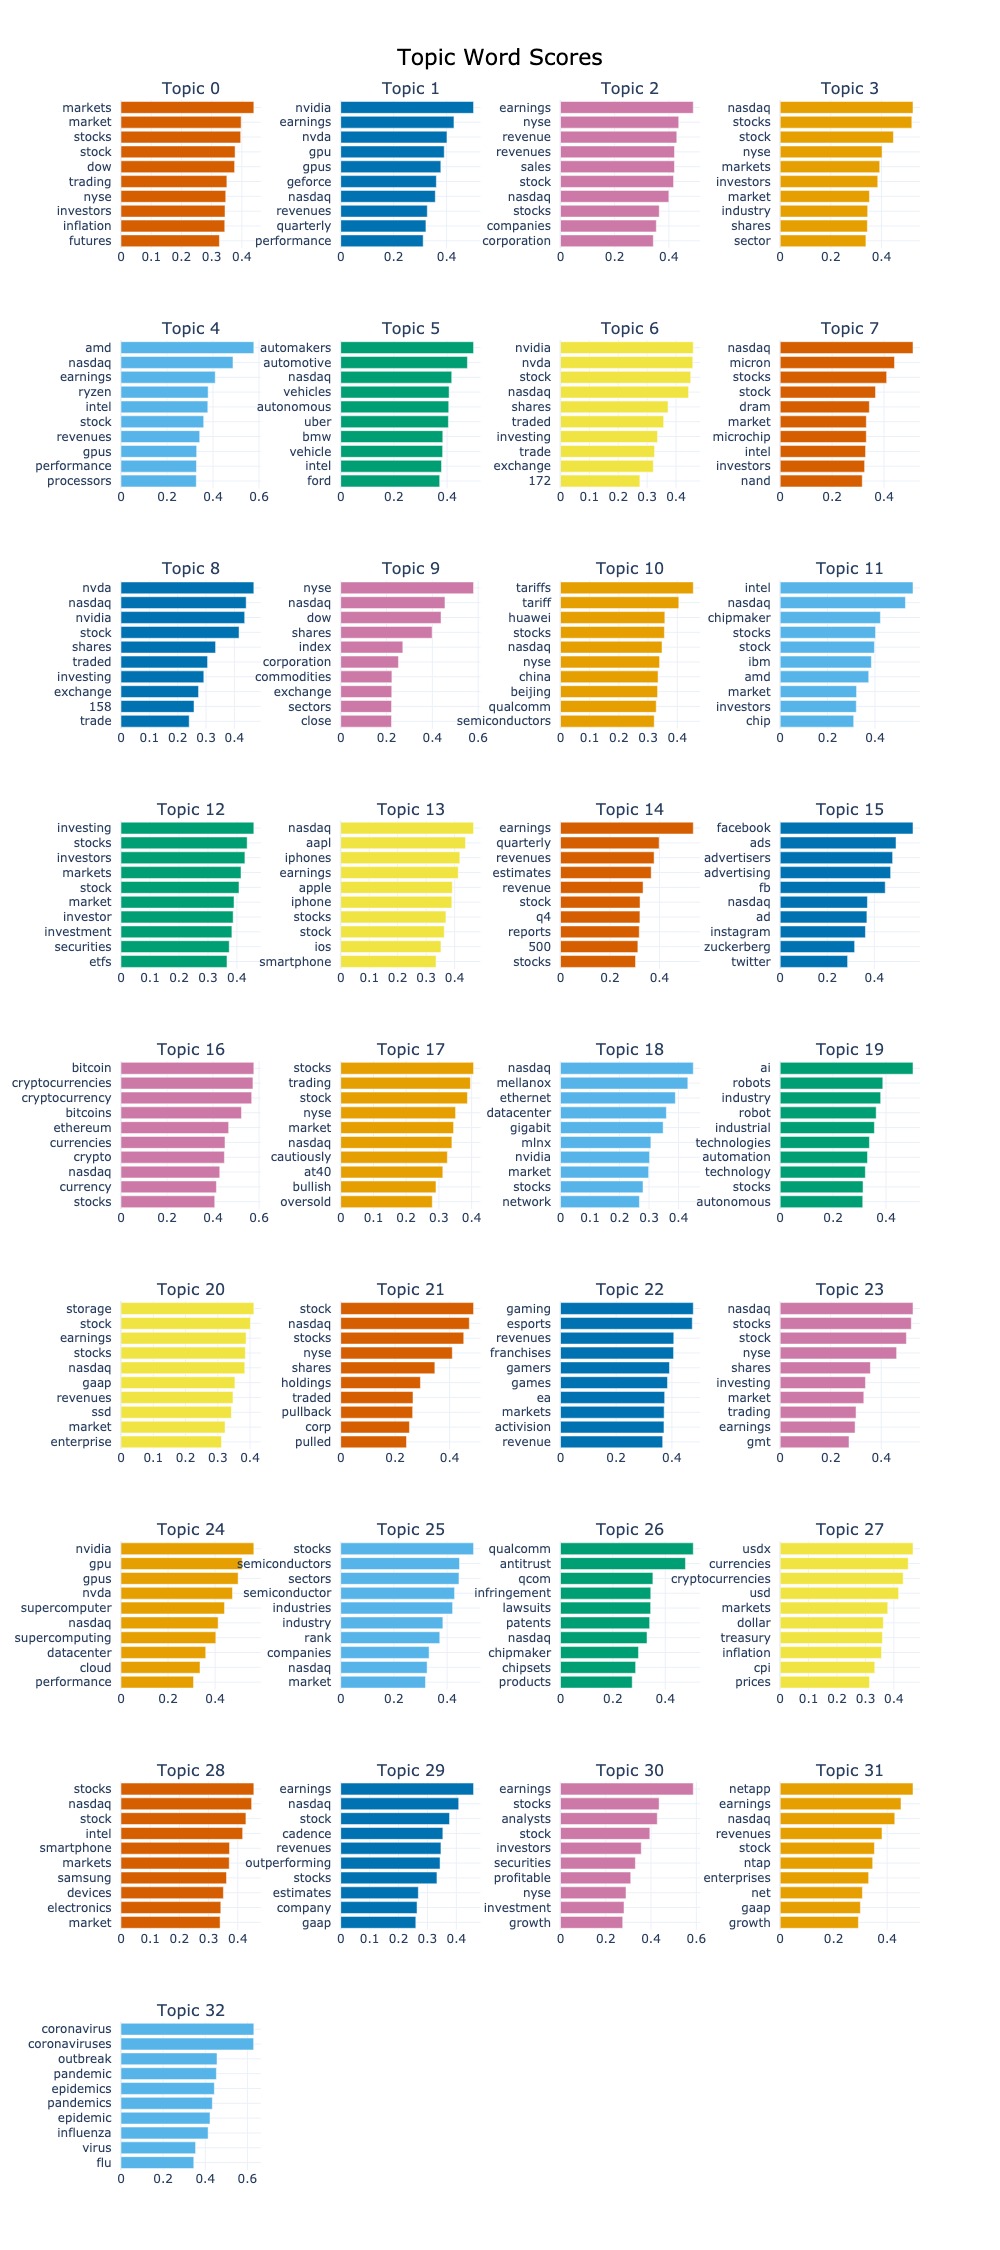 Topic Word Scores
Topic 0
markets
market
stocks
stock
dow
trading
nyse
investors
inflation
futures
0 0.1 0.2 0.3 0.4
Topic 1
nvidia
earnings
nvda
gpu
gpus
geforce
nasdaq
revenues
quarterly
performance
0 0.2 0.4
Topic 2
earnings
nyse
revenue
revenues
sales
stock
nasdaq
stocks
companies
corporation
0 0.2 0.4
Topic 3
nasdaq
stocks
stock
nyse
markets
investors
market
industry
shares
sector
0 0.2 0.4
Topic 4
amd
nasdaq
earnings
ryzen
intel
stock
revenues
gpus
performance
processors
0 0.2 0.4 0.6
Topic 5
automakers
automotive
nasdaq
vehicles
autonomous
uber
bmw
vehicle
intel
ford
0 0.2 0.4
Topic 6
nvidia
nvda
stock
nasdaq
shares
traded
investing
trade
exchange
172
0 0.1 0.2 0.3 0.4
Topic 7
nasdaq
micron
stocks
stock
dram
market
microchip
intel
investors
nand
0 0.2 0.4
Topic 8
nvda
nasdaq
nvidia
stock
shares
traded
investing
exchange
158
trade
0 0.1 0.2 0.3 0.4
Topic 9
nyse
nasdaq
dow
shares
index
corporation
commodities
exchange
sectors
close
0 0.2 0.4 0.6
Topic 10
tariffs
tariff
huawei
stocks
nasdaq
nyse
china
beijing
qualcomm
semiconductors
0 0.1 0.2 0.3 0.4
Topic 11
intel
nasdaq
chipmaker
stocks
stock
ibm
amd
market
investors
chip
0 0.2 0.4
Topic 12
investing
stocks
investors
markets
stock
market
investor
investment
securities
etfs
0 0.1 0.2 0.3 0.4
Topic 13
nasdaq
aapl
iphones
earnings
apple
iphone
stocks
stock
ios
smartphone
0 0.1 0.2 0.3 0.4
Topic 14
earnings
quarterly
revenues
estimates
revenue
stock
q4
reports
500
stocks
0 0.2 0.4
Topic 15
facebook
ads
advertisers
advertising
fb
nasdaq
ad
instagram
zuckerberg
twitter
0 0.2 0.4
Topic 16
bitcoin
cryptocurrencies
cryptocurrency
bitcoins
ethereum
currencies
crypto
nasdaq
currency
stocks
0 0.2 0.4 0.6
Topic 17
stocks
trading
stock
nyse
market
nasdaq
cautiously
at40
bullish
oversold
0 0.1 0.2 0.3 0.4
Topic 18
nasdaq
mellanox
ethernet
datacenter
gigabit
mlnx
nvidia
market
stocks
network
0 0.1 0.2 0.3 0.4
Topic 19
ai
robots
industry
robot
industrial
technologies
automation
technology
stocks
autonomous
0 0.2 0.4
Topic 20
storage
stock
earnings
stocks
nasdaq
gaap
revenues
ssd
market
enterprise
0 0.1 0.2 0.3 0.4
Topic 21
stock
nasdaq
stocks
nyse
shares
holdings
traded
pullback
corp
pulled
0 0.2 0.4
Topic 22
gaming
esports
revenues
franchises
gamers
games
ea
markets
activision
revenue
0 0.2 0.4
Topic 23
nasdaq
stocks
stock
nyse
shares
investing
market
trading
earnings
gmt
0 0.2 0.4
Topic 24
nvidia
gpu
gpus
nvda
supercomputer
nasdaq
supercomputing
datacenter
cloud
performance
0 0.2 0.4
Topic 25
stocks
semiconductors
sectors
semiconductor
industries
industry
rank
companies
nasdaq
market
0 0.2 0.4
Topic 26
qualcomm
antitrust
qcom
infringement
lawsuits
patents
nasdaq
chipmaker
chipsets
products
0 0.2 0.4
Topic 27
usdx
currencies
cryptocurrencies
usd
markets
dollar
treasury
inflation
cpi
prices
0 0.1 0.2 0.3 0.4
Topic 28
stocks
nasdaq
stock
intel
smartphone
markets
samsung
devices
electronics
market
0 0.1 0.2 0.3 0.4
Topic 29
earnings
nasdaq
stock
cadence
revenues
outperforming
stocks
estimates
company
gaap
0 0.1 0.2 0.3 0.4
Topic 30
earnings
stocks
analysts
stock
investors
securities
profitable
nyse
investment
growth
0 0.2 0.4 0.6
Topic 31
netapp
earnings
nasdaq
revenues
stock
ntap
enterprises
net
gaap
growth
0 0.2 0.4
Topic 32
coronavirus
coronaviruses
outbreak
pandemic
epidemics
pandemics
epidemic
influenza
virus
flu
0 0.2 0.4 0.6